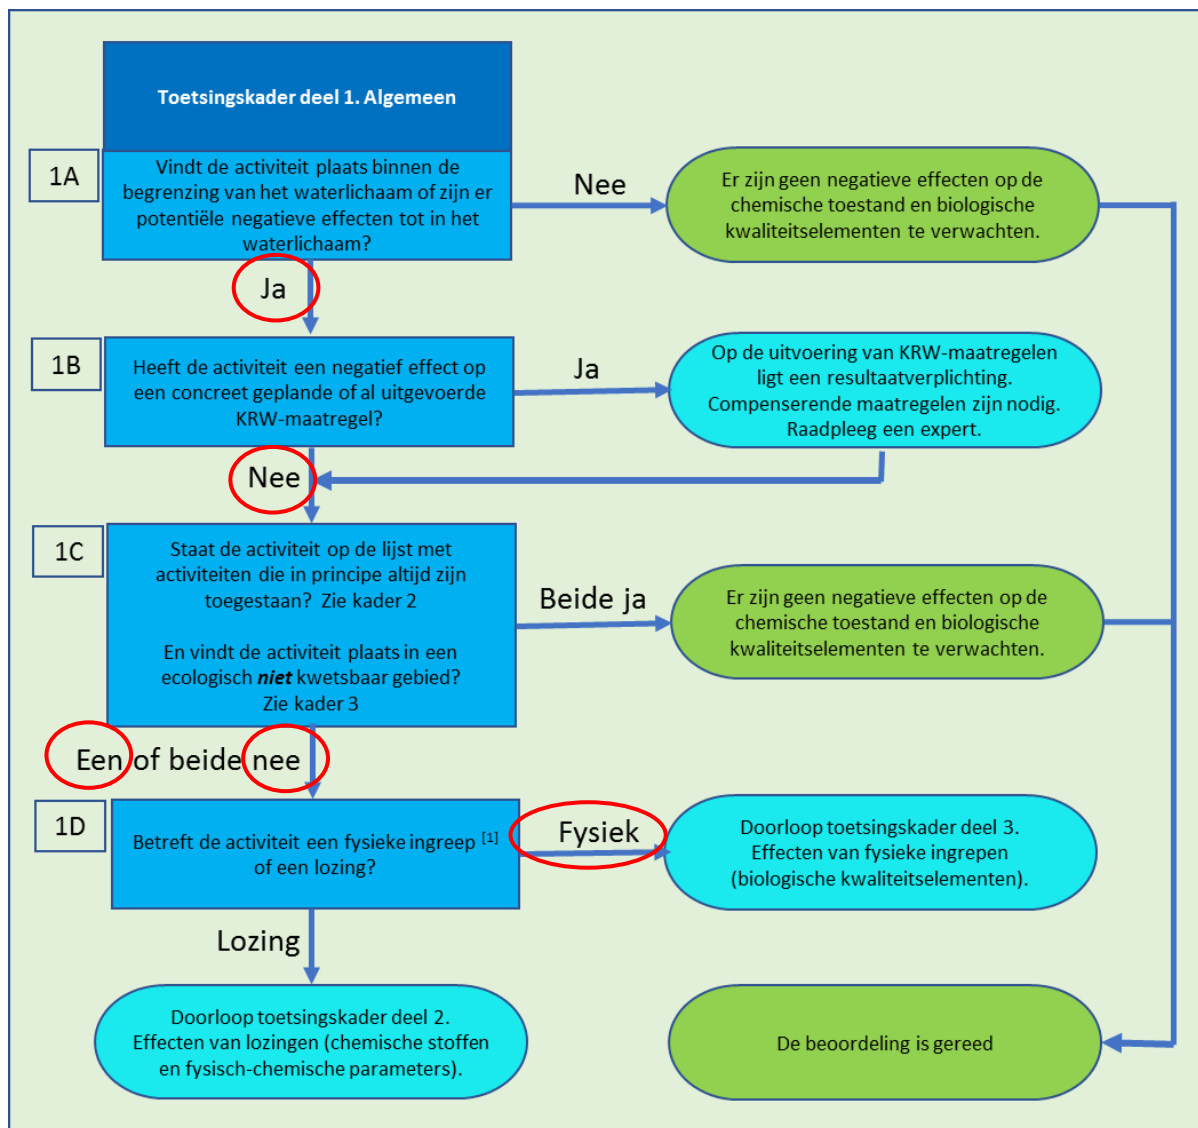 Toetsingskader deel 1. Algemeen
1A
Vindt de activiteit plaats binnen de
begrenzing van het waterlichaam of zijn er
potentiële negatieve effecten tot in het
waterlichaam?
Nee
Er zijn geen negatieve effecten op de
chemische toestand en biologische
kwaliteitselementen te verwachten.
Ja
1B
Heeft de activiteit een negatief effect op
een concreet geplande of al uitgevoerde
KRW-maatregel?
Ja
Op de uitvoering van KRW-maatregelen
ligt een resultaatverplichting.
Compenserende maatregelen zijn nodig.
Raadpleeg een expert.
Nee
1C
Staat de activiteit op de lijst met
activiteiten die in principe altijd zijn
toegestaan? Zie kader 2
En vindt de activiteit plaats in een
ecologisch niet kwetsbaar gebied?
Zie kader 3
Beide ja
Er zijn geen negatieve effecten op de
chemische toestand en biologische
kwaliteitselementen te verwachten.
Een of beide nee
1D
Betreft de activiteit een fysieke ingreep [1]
of een lozing?
Fysiek
Doorloop toetsingskader deel 3.
Effecten van fysieke ingrepen
(biologische kwaliteitselementen).
Lozing
Doorloop toetsingskader deel 2.
Effecten van lozingen (chemische stoffen
en fysisch-chemische parameters).
De beoordeling is gereed